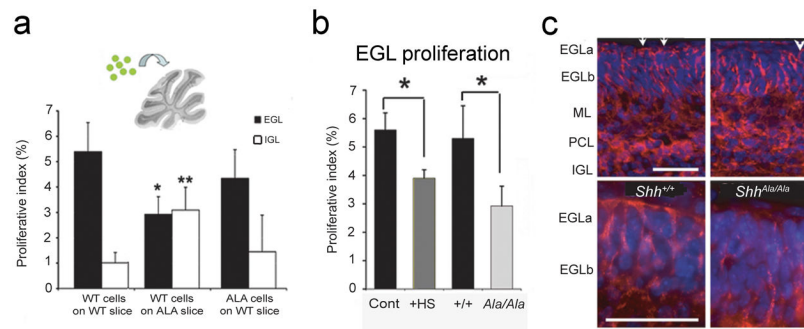 a
7
6
5
4
3
2
1
0
Proliferative index (%)
EGL
IGL
*
**
WT cells
on WT slice
WT cells
on ALA slice
ALA cells
on WT slice
b
EGL proliferation
7
6
5
4
3
2
1
0
Proliferative index (%)
*
*
Cont
+HS
+/+
Ala/Ala
c
EGLa
EGLb
ML
PCL
IGL
Shh+/+
ShhAla/Ala
EGLa
EGLb